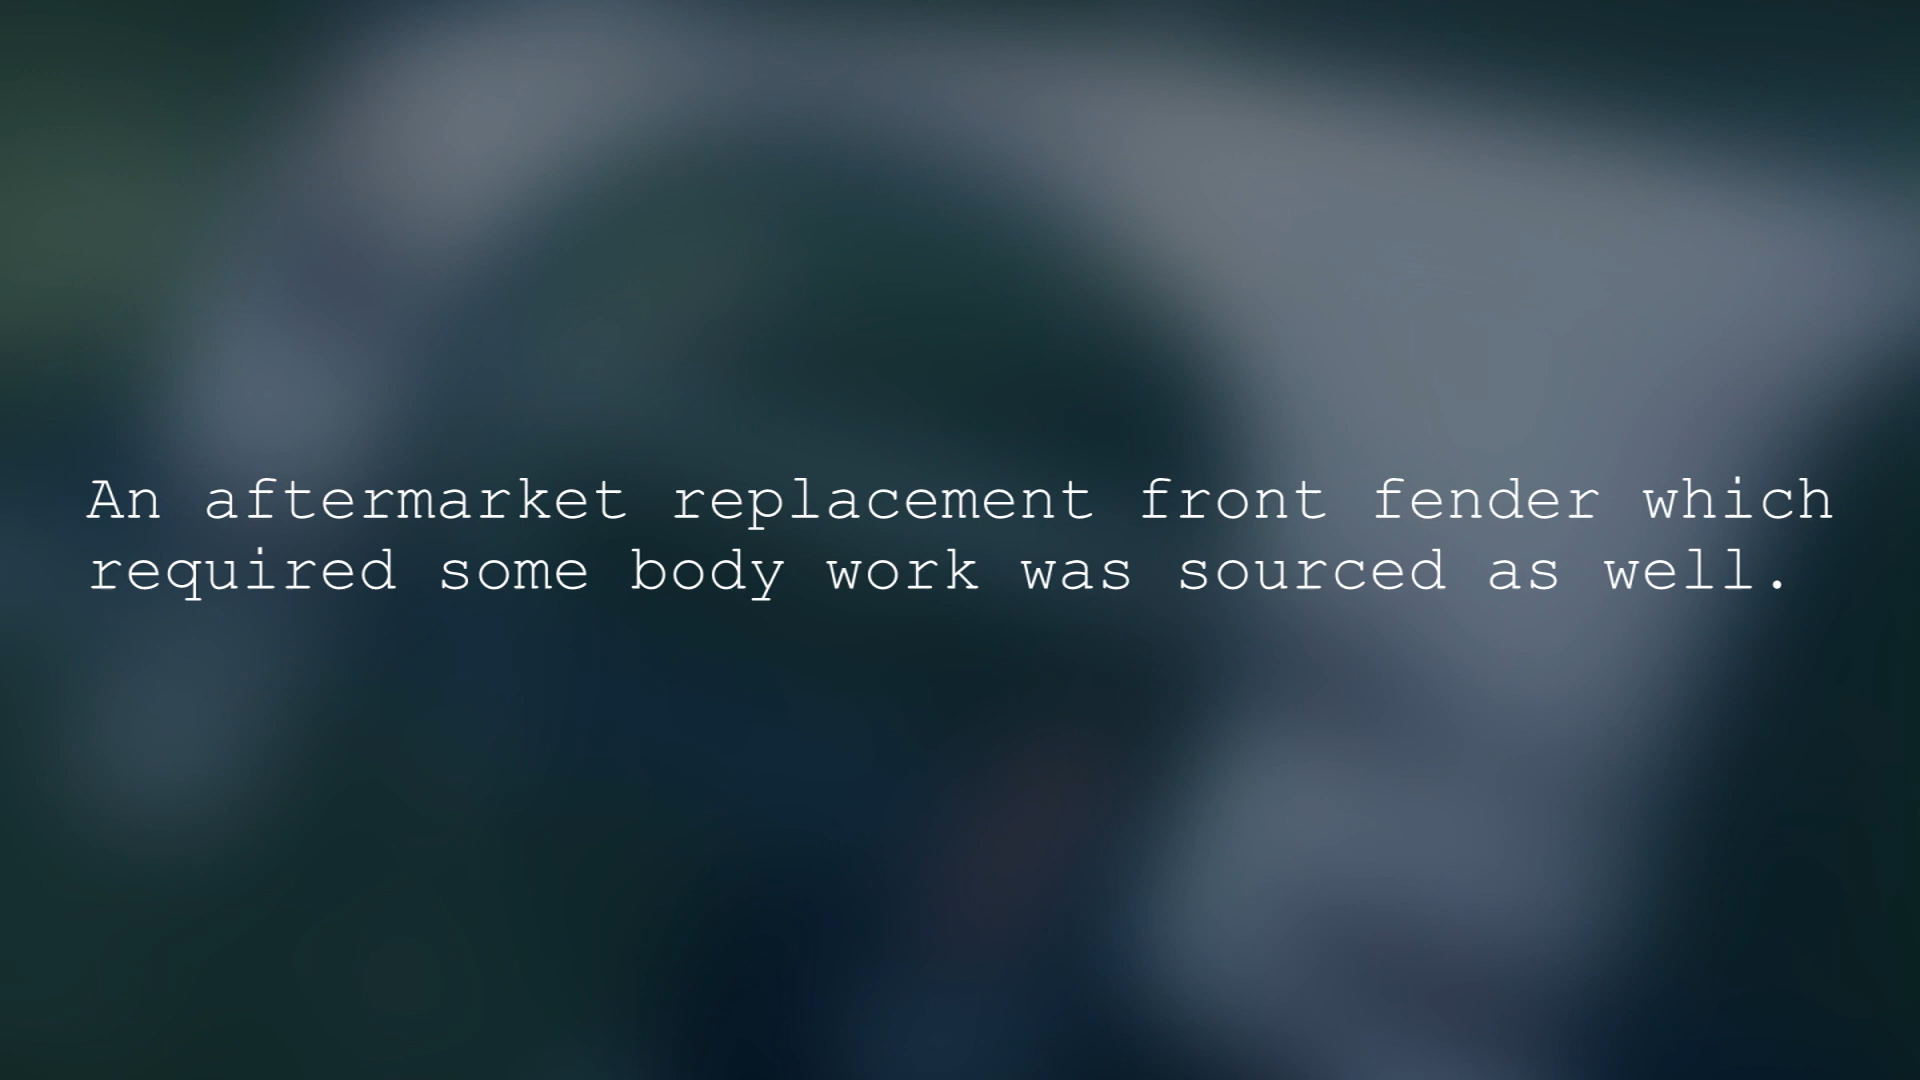 An aftermarket replacement front fender which
required some body work was sourced as well.